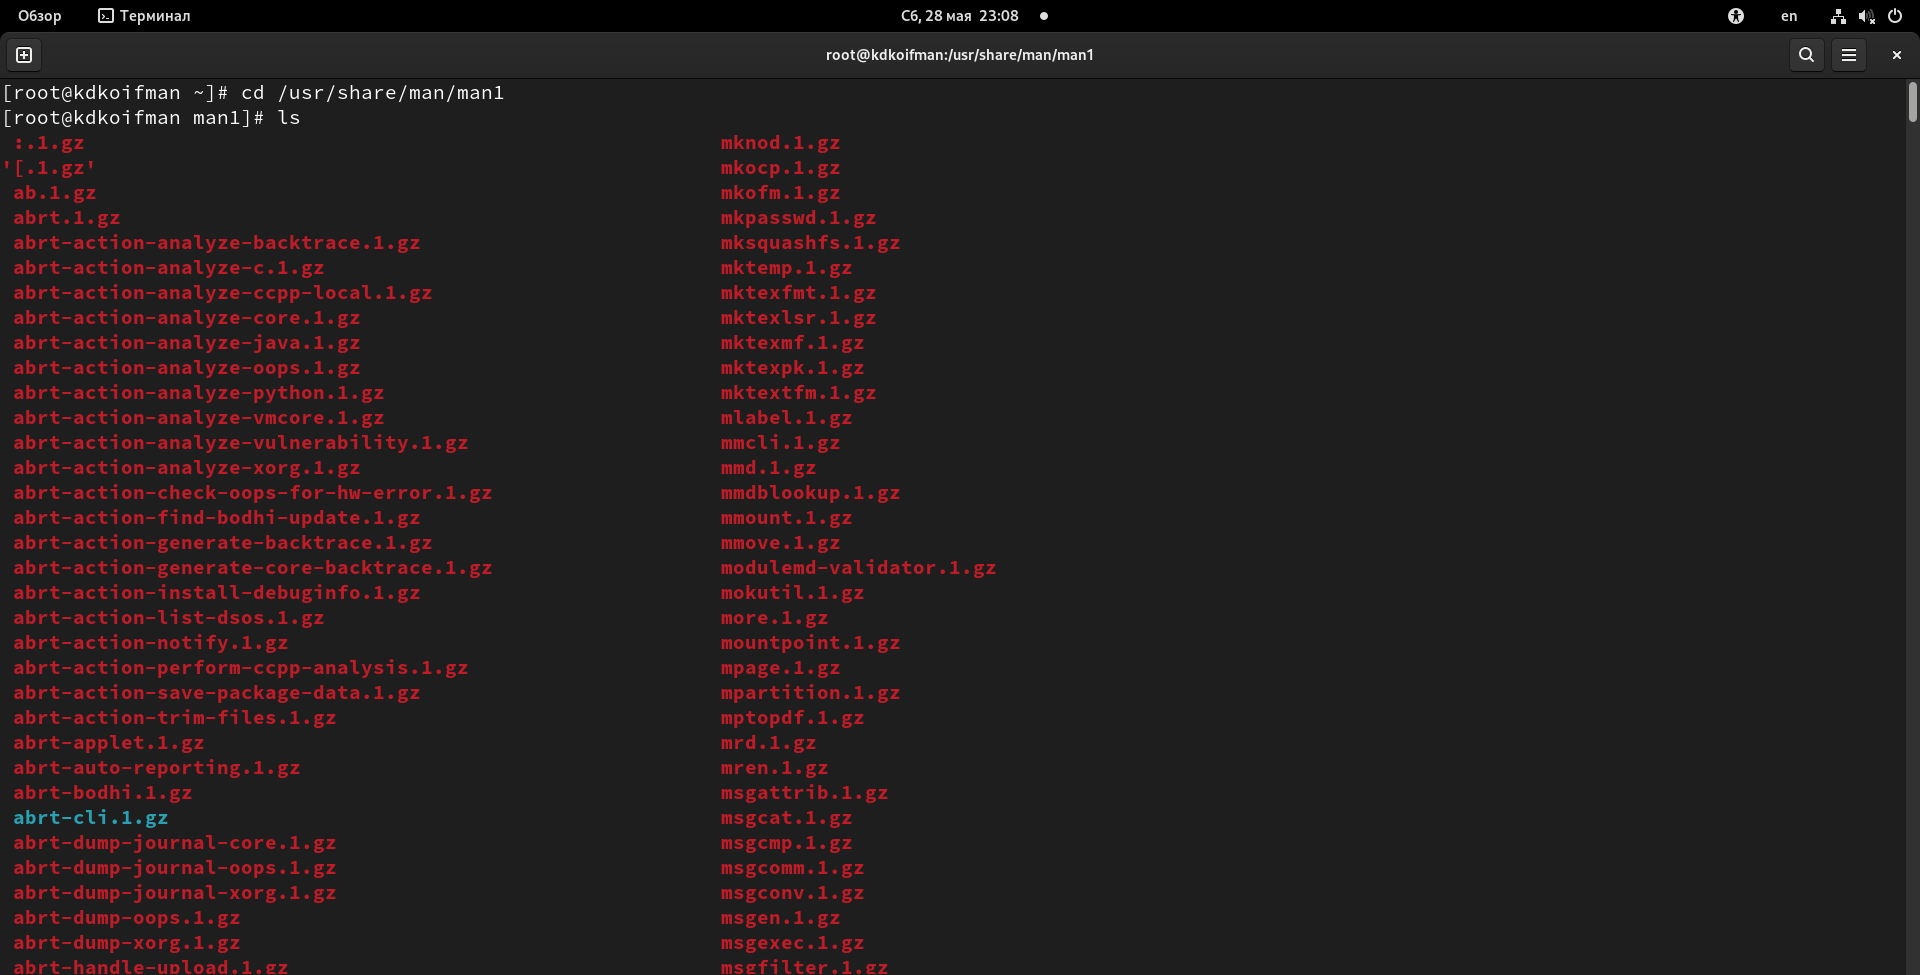 Обзор Терминал Сб, 28 мая 23:08 en
root@kdkoifman:/usr/share/man/man1
[root@kdkoifman ~]# cd /usr/share/man/man1
[root@kdkoifman man1]# ls
:.1.gz mknod.1.gz
'[.1.gz' mkocp.1.gz
ab.1.gz mkofm.1.gz
abrt.1.gz mkpasswd.1.gz
abrt-action-analyze-backtrace.1.gz mksquashfs.1.gz
abrt-action-analyze-c.1.gz mktemp.1.gz
abrt-action-analyze-ccpp-local.1.gz mktexfmt.1.gz
abrt-action-analyze-core.1.gz mktexlsr.1.gz
abrt-action-analyze-java.1.gz mktexmf.1.gz
abrt-action-analyze-oops.1.gz mktexpk.1.gz
abrt-action-analyze-python.1.gz mktextfm.1.gz
abrt-action-analyze-vmcore.1.gz mlabel.1.gz
abrt-action-analyze-vulnerability.1.gz mmcli.1.gz
abrt-action-analyze-xorg.1.gz mmd.1.gz
abrt-action-check-oops-for-hw-error.1.gz mmdblookup.1.gz
abrt-action-find-bodhi-update.1.gz mmount.1.gz
abrt-action-generate-backtrace.1.gz mmove.1.gz
abrt-action-generate-core-backtrace.1.gz modulemd-validator.1.gz
abrt-action-install-debuginfo.1.gz mokutil.1.gz
abrt-action-list-dsos.1.gz more.1.gz
abrt-action-notify.1.gz mountpoint.1.gz
abrt-action-perform-ccpp-analysis.1.gz mpage.1.gz
abrt-action-save-package-data.1.gz mpartition.1.gz
abrt-action-trim-files.1.gz mptopdf.1.gz
abrt-applet.1.gz mrd.1.gz
abrt-auto-reporting.1.gz mren.1.gz
abrt-bodhi.1.gz msgattrib.1.gz
abrt-cli.1.gz msgcat.1.gz
abrt-dump-journal-core.1.gz msgcmp.1.gz
abrt-dump-journal-oops.1.gz msgcomm.1.gz
abrt-dump-journal-xorg.1.gz msgconv.1.gz
abrt-dump-oops.1.gz msgen.1.gz
abrt-dump-xorg.1.gz msgexec.1.gz
abrt-handle-upload.1.gz msgfilter.1.gz